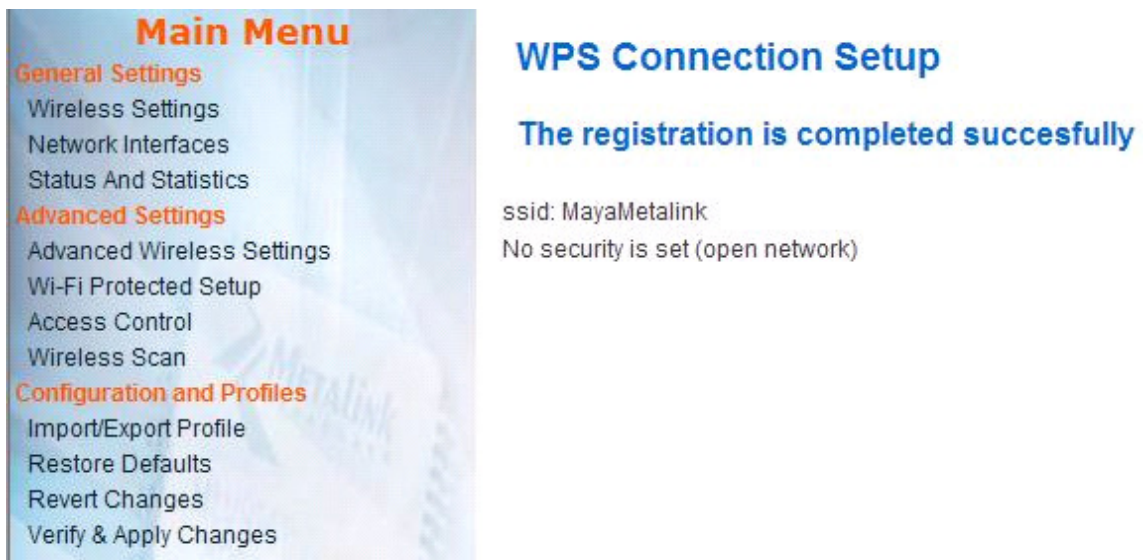 Main Menu
General Settings
Wireless Settings
Network Interfaces
Status And Statistics
Advanced Settings
Advanced Wireless Settings
Wi-Fi Protected Setup
Access Control
Wireless Scan
Configuration and Profiles
Import/Export Profile
Restore Defaults
Revert Changes
Verify & Apply Changes
WPS Connection Setup
The registration is completed succesfully
ssid: MayaMetalink
No security is set (open network)
METAlink